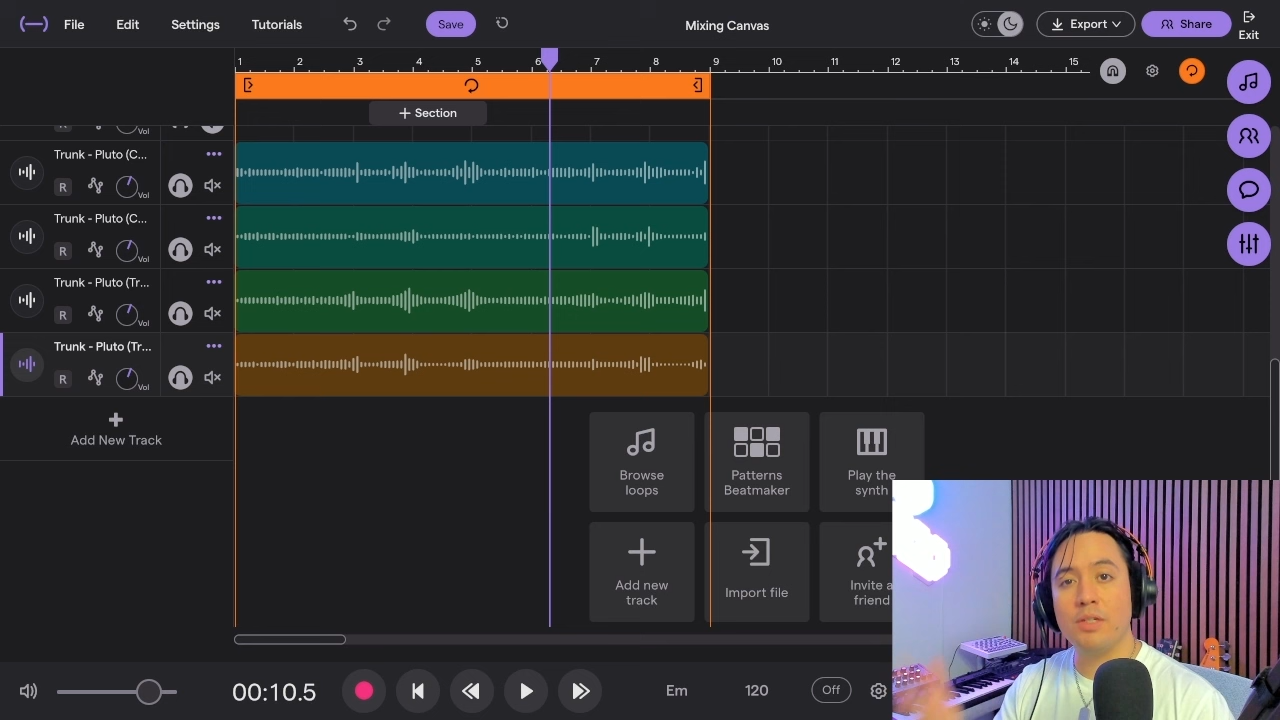 File Edit Settings Tutorials Save Mixing Canvas Export Share Exit
1 2 3 4 5 6 7 8 9 10 11 12 13 14 15
+ Section
Vol
Trunk - Pluto (C...
R Vol
Trunk - Pluto (C...
R Vol
Trunk - Pluto (Tr...
R Vol
Trunk - Pluto (Tr...
R Vol
Add New Track
Browse loops
Patterns Beatmaker
Play the synth
Add new track
Import file
Invite a friend
00:10.5 Em 120 Off